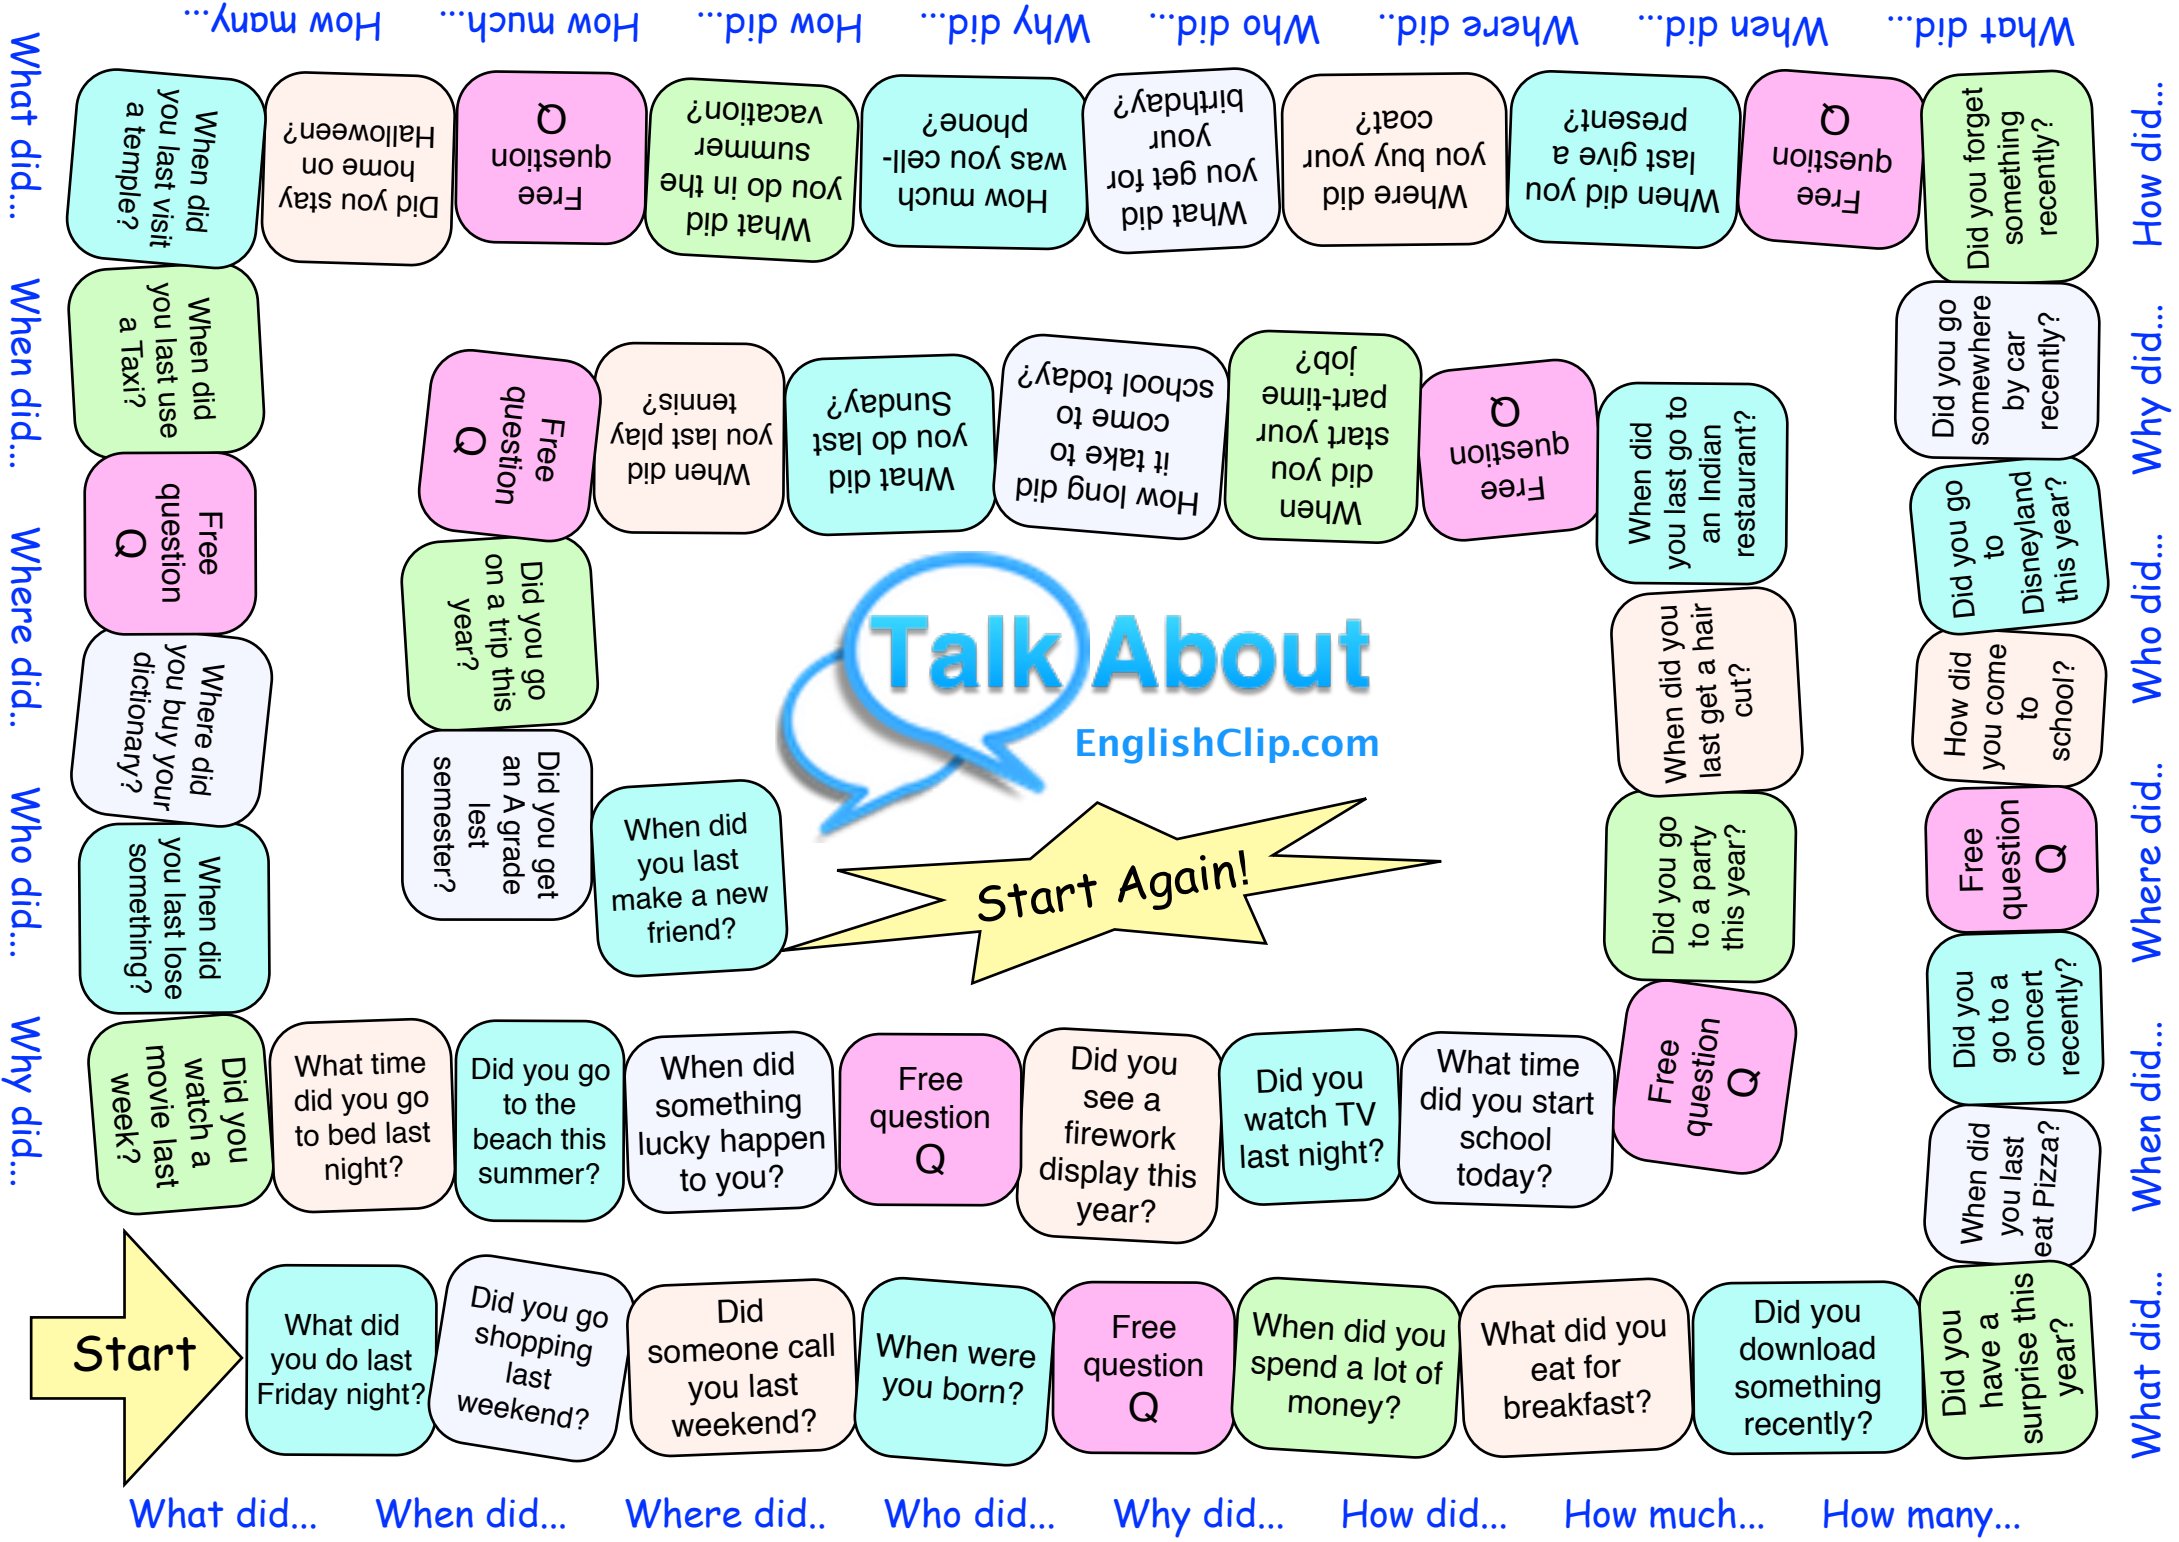 Start
What did
you do last
Friday night?
Did you go
shopping
last
weekend?
Did
someone call
you last
weekend?
When were
you born?
Free
question
Q
When did you
spend a lot of
money?
What did you
eat for
breakfast?
Did you
download
something
recently?
Did you
have a
surprise this
year?
When did
you last
eat Pizza?
Did you
go to a
concert
recently?
Free
question
Q
How did
you come
to
school?
Did you go
to
Disneyland
this year?
Did you go
somewhere
by car
recently?
Did you forget
something
recently?
Free
question
Q
When did you
last give a
present?
Where did
you buy your
coat?
What did
you get for
your
birthday?
How much
was you cell-
phone?
What did
you do in the
summer
vacation?
Free
question
Q
Did you stay
home on
Halloween?
When did
you last visit
a temple?
When did
you last use
a Taxi?
Free
question
Q
Where did
you buy your
dictionary?
When did
you last lose
something?
Did you
watch a
movie last
week?
What time
did you go
to bed last
night?
Did you go
to the
beach this
summer?
When did
something
lucky happen
to you?
Free
question
Q
Did you
see a
firework
display this
year?
Did you
watch TV
last night?
What time
did you start
school
today?
Free
question
Q
Did you go
to a party
this year?
When did you
last get a hair
cut?
When did
you last go to
an Indian
restaurant?
Free
question
Q
When
did you
start your
part-time
job?
How long did
it take to
come to
school today?
What did
you do last
Sunday?
When did
you last play
tennis?
Free
question
Q
Did you go
on a trip this
year?
Did you get
an A grade
lest
semester?
When did
you last
make a new
friend?
Start Again!
Talk About
EnglishClip.com
What did... When did... Where did.. Who did... Why did... How did... How much... How many...
What did... When did... Where did.. Who did... Why did... How did...
What did... When did... Where did.. Who did... Why did... How did... How much... How many...
What did... When did... Where did.. Who did... Why did...